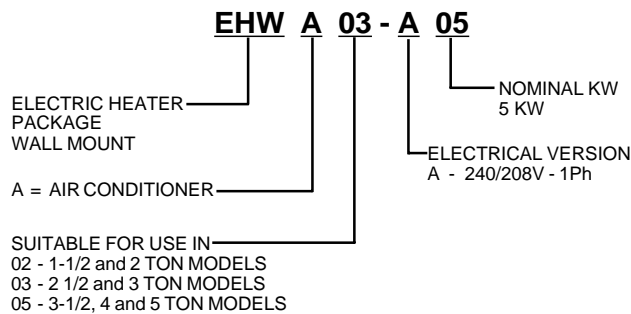 EHW A 03 - A 05
NOMINAL KW
5 KW
ELECTRIC HEATER
PACKAGE
WALL MOUNT
ELECTRICAL VERSION
A - 240/208V - 1Ph
A = AIR CONDITIONER
SUITABLE FOR USE IN
02 - 1-1/2 and 2 TON MODELS
03 - 2 1/2 and 3 TON MODELS
05 - 3-1/2, 4 and 5 TON MODELS